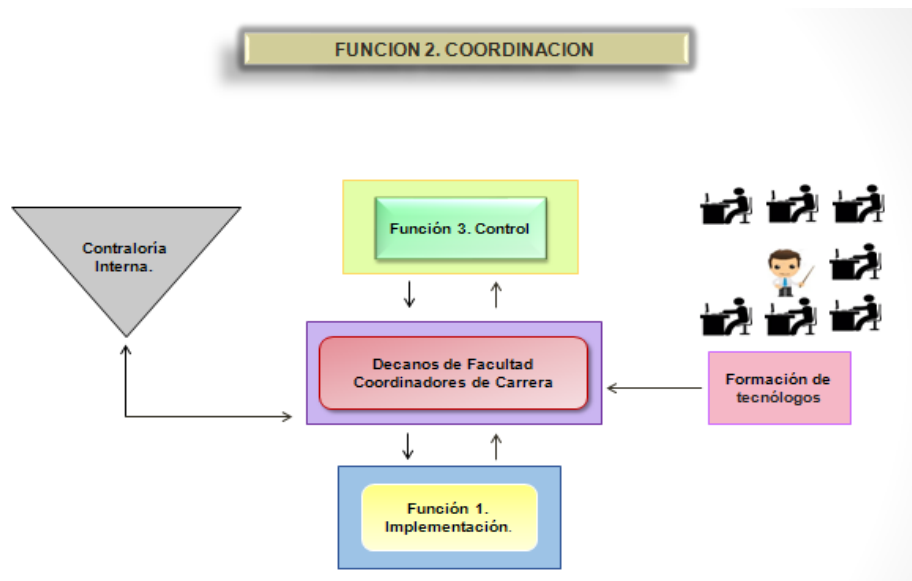 FUNCION 2. COORDINACION
Contraloría
Interna.
Función 3. Control
Decanos de Facultad
Coordinadores de Carrera
Formación de
tecnólogos
Función 1.
Implementación.